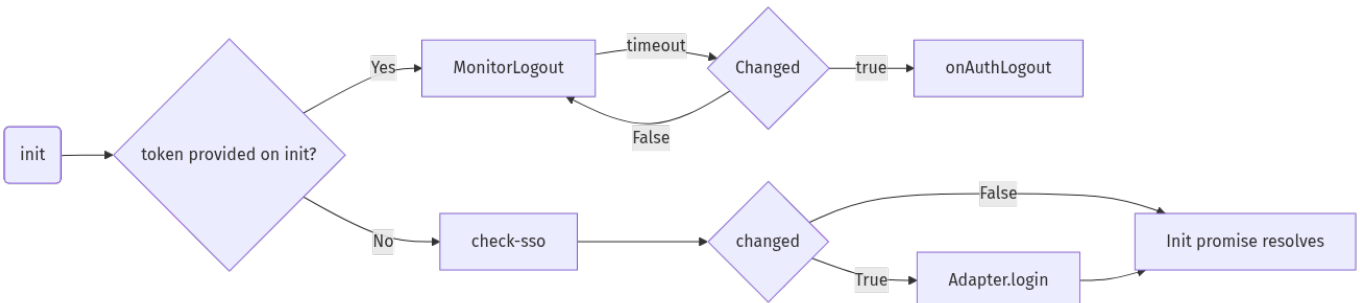 init
token provided on init?
Yes
MonitorLogout
timeout
Changed
true
onAuthLogout
False
No
check-sso
changed
False
True
Adapter.login
Init promise resolves